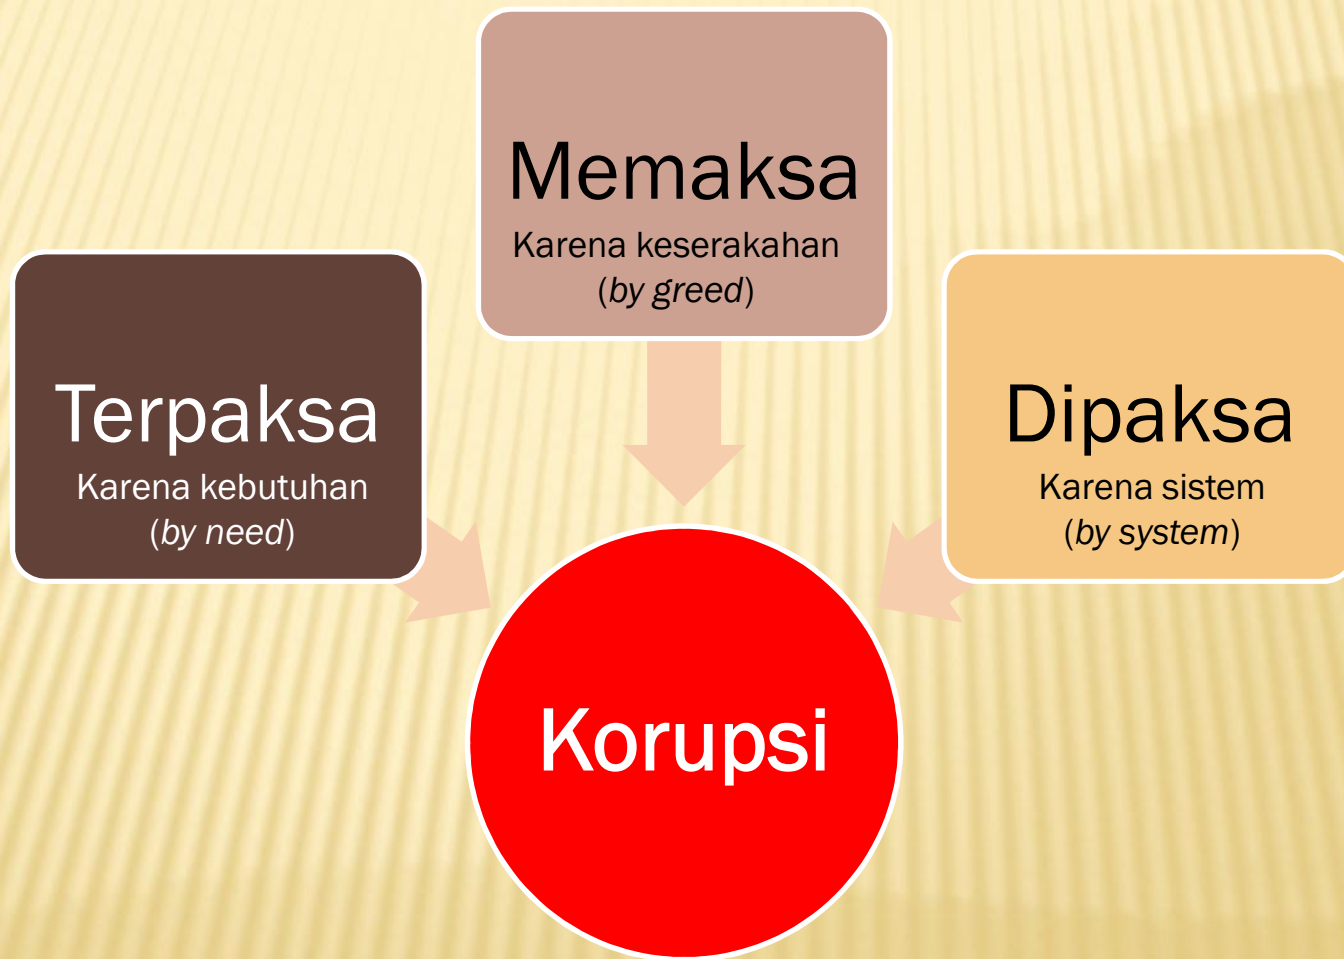 Memaksa
Karena keserakahan
(by greed)
Terpaksa
Karena kebutuhan
(by need)
Dipaksa
Karena sistem
(by system)
Korupsi